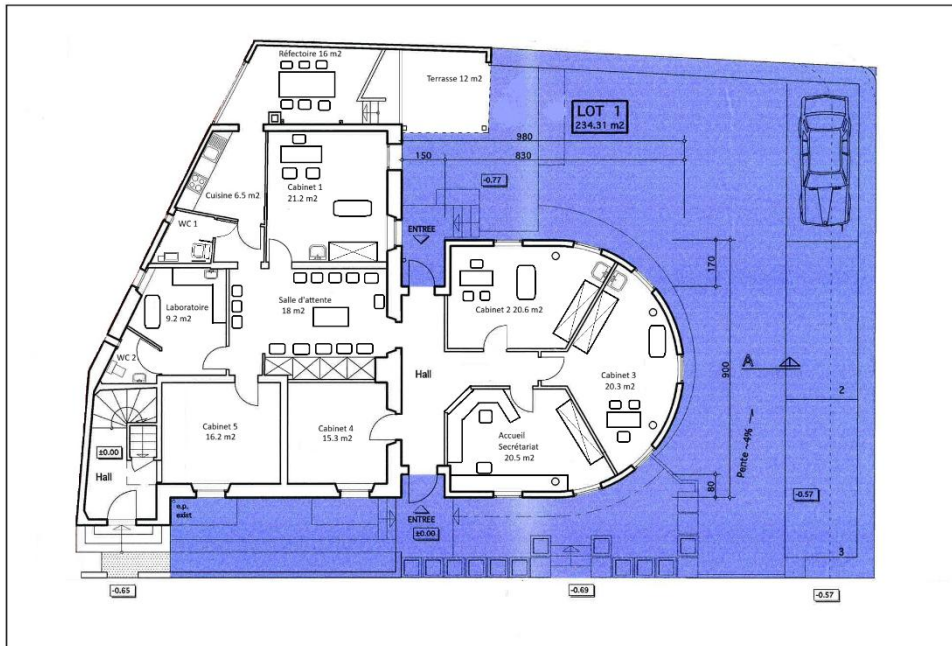 Réfectoire 16 m2
Terrasse 12 m2
LOT 1
234.31 m2
980
150
830
Cabinet 1
21.2 m2
-0.77
Cuisine 6.5 m2
WC 1
ENTREE
170
Salle d'attente
18 m2
Laboratoire
9.2 m2
Cabinet 2 20.6 m2
WC 2
Hall
Cabinet 3
20.3 m2
900
A
2
Cabinet 5
16.2 m2
Cabinet 4
15.3 m2
Accueil
Secrétariat
20.5 m2
Pente ~4%
±0.00
Hall
80
-0.57
e.p.
exist
ENTREE
±0.00
3
-0.65
-0.69
-0.57